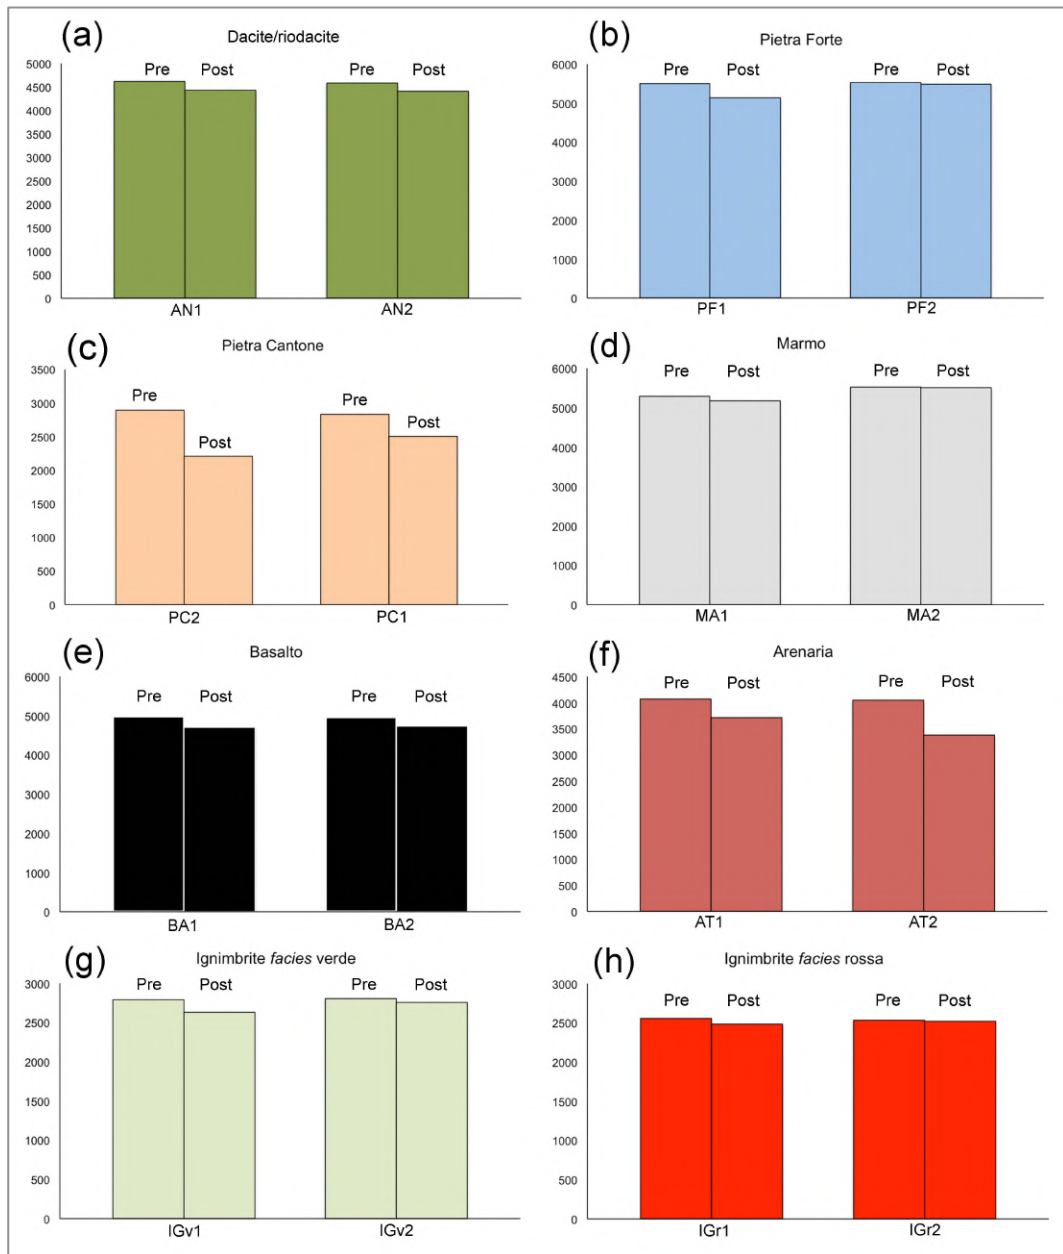 (a)
Dacite/riodacite
5000
4500
4000
3500
3000
2500
2000
1500
1000
500
0
Pre Post Pre Post
AN1 AN2
(b)
Pietra Forte
6000
5000
4000
3000
2000
1000
0
Pre Post Pre Post
PF1 PF2
(c)
Pietra Cantone
3500
3000
2500
2000
1500
1000
500
0
Pre Post Pre Post
PC2 PC1
(d)
Marmo
6000
5000
4000
3000
2000
1000
0
Pre Post Pre Post
MA1 MA2
(e)
Basalto
6000
5000
4000
3000
2000
1000
0
Pre Post Pre Post
BA1 BA2
(f)
Arenaria
4500
4000
3500
3000
2500
2000
1500
1000
500
0
Pre Post Pre Post
AT1 AT2
(g)
Ignimbrite facies verde
3000
2500
2000
1500
1000
500
0
Pre Post Pre Post
IGv1 IGv2
(h)
Ignimbrite facies rossa
3000
2500
2000
1500
1000
500
0
Pre Post Pre Post
IGr1 IGr2